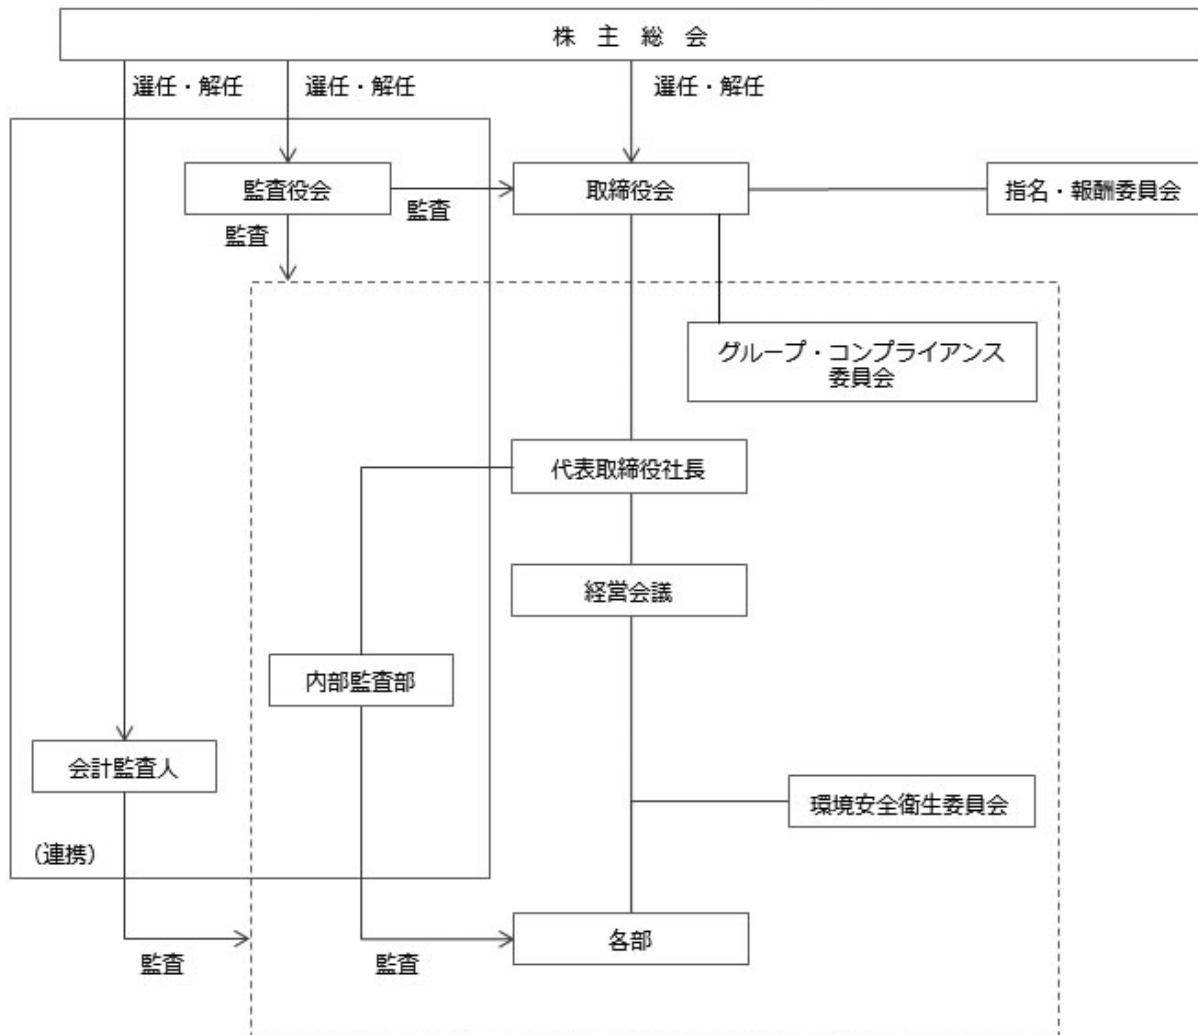 株主総会
選任・解任
選任・解任
選任・解任
監査役会
監査
取締役会
指名・報酬委員会
監査
グループ・コンプライアンス
委員会
代表取締役社長
経営会議
内部監査部
会計監査人
環境安全衛生委員会
（連携）
各部
監査
監査